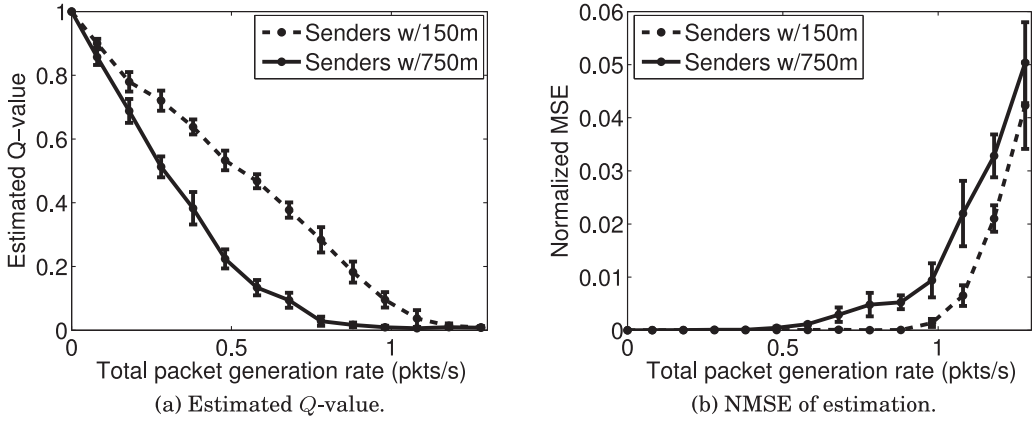 1
0.8
0.6
0.4
0.2
0
0
0.5
1
Estimated Q−value
Total packet generation rate (pkts/s)
Senders w/150m
Senders w/750m
(a) Estimated Q-value.
0.06
0.05
0.04
0.03
0.02
0.01
0.00
0
0.5
1
Normalized MSE
Total packet generation rate (pkts/s)
Senders w/150m
Senders w/750m
(b) NMSE of estimation.